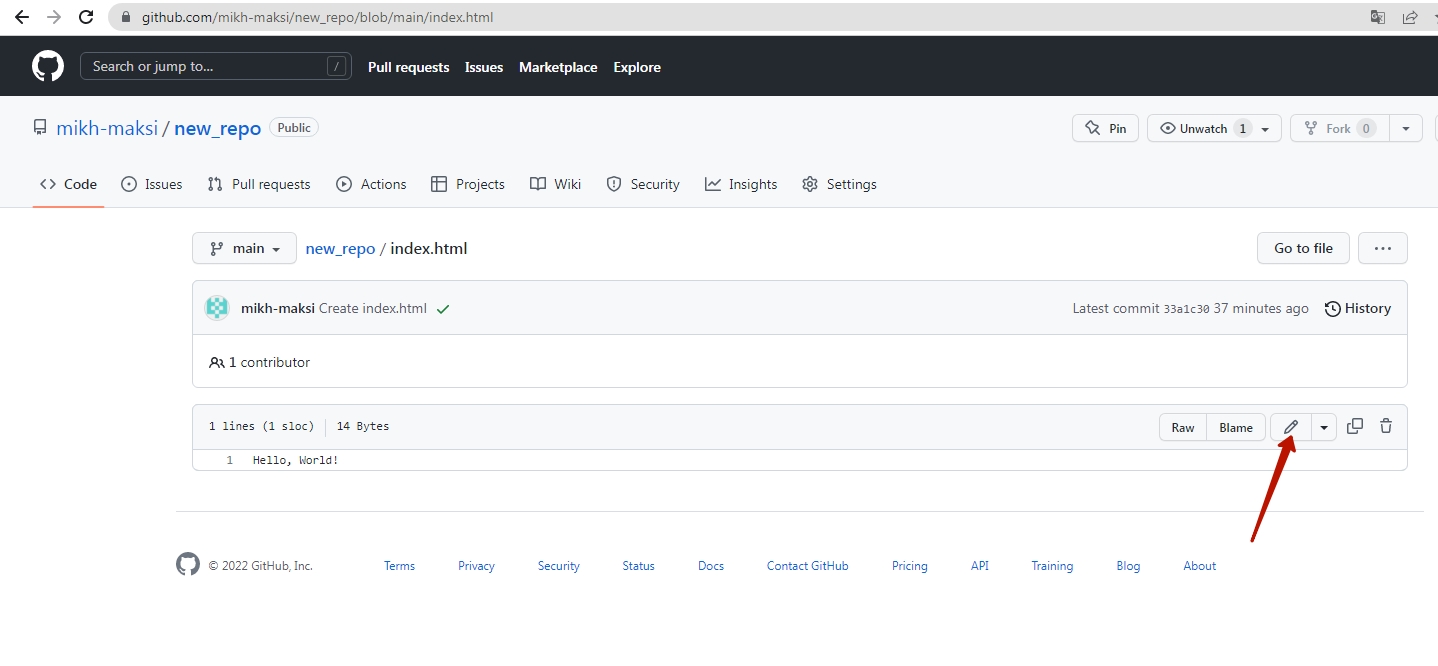 github.com/mikh-maksi/new_repo/blob/main/index.html
Search or jump to... / Pull requests Issues Marketplace Explore
mikh-maksi / new_repo Public Pin Unwatch 1 Fork 0
Code Issues Pull requests Actions Projects Wiki Security Insights Settings
main new_repo / index.html Go to file ...
mikh-maksi Create index.html Latest commit 33a1c30 37 minutes ago History
1 contributor
1 lines (1 sloc) 14 Bytes Raw Blame
1 Hello, World!
© 2022 GitHub, Inc. Terms Privacy Security Status Docs Contact GitHub Pricing API Training Blog About